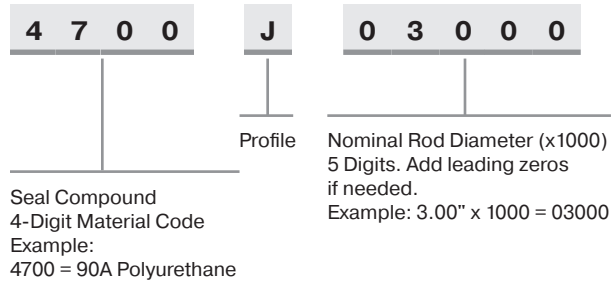 4 7 0 0 J 0 3 0 0 0
Profile
Nominal Rod Diameter (x1000)
5 Digits. Add leading zeros
if needed.
Example: 3.00" x 1000 = 03000
Seal Compound
4-Digit Material Code
Example:
4700 = 90A Polyurethane